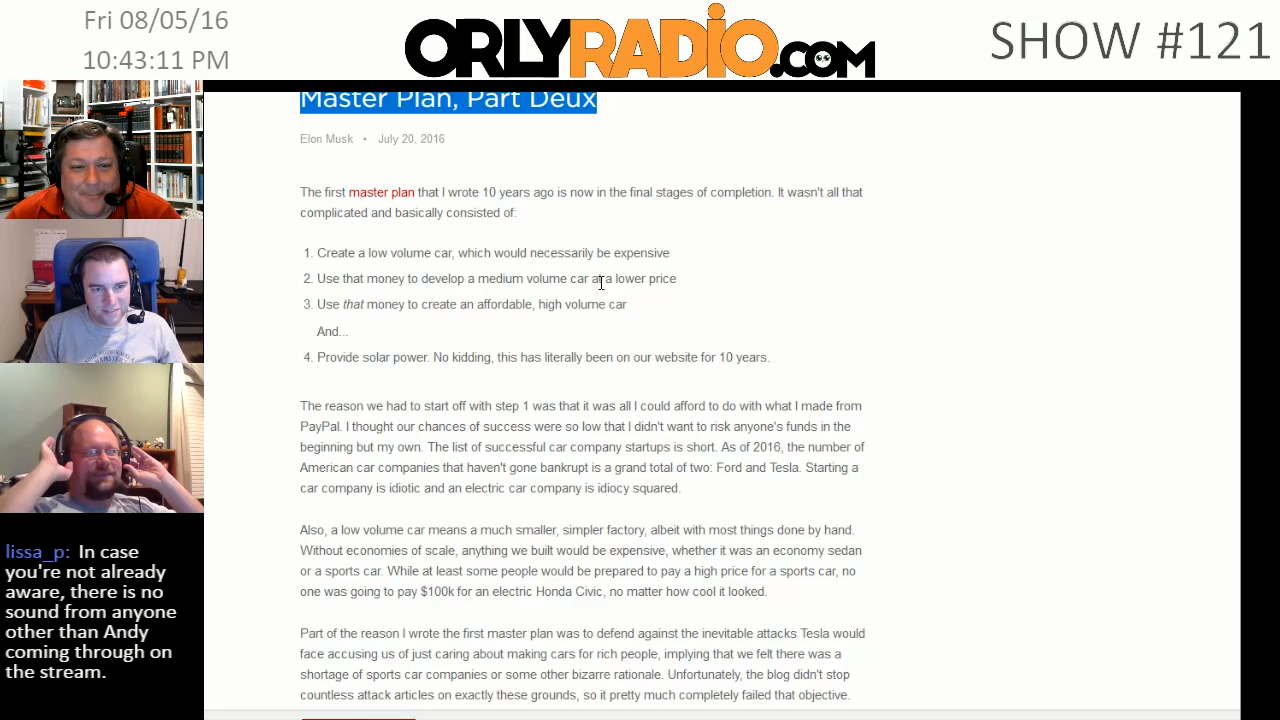 Fri 08/05/16
10:43:11 PM
ORLYRADIO.COM
SHOW #121
Master Plan, Part Deux
Elon Musk • July 20, 2016
The first master plan that I wrote 10 years ago is now in the final stages of completion. It wasn't all that
complicated and basically consisted of:
1. Create a low volume car, which would necessarily be expensive
2. Use that money to develop a medium volume car at a lower price
3. Use that money to create an affordable, high volume car
And...
4. Provide solar power. No kidding, this has literally been on our website for 10 years.
The reason we had to start off with step 1 was that it was all I could afford to do with what I made from
PayPal. I thought our chances of success were so low that I didn't want to risk anyone's funds in the
beginning but my own. The list of successful car company startups is short. As of 2016, the number of
American car companies that haven't gone bankrupt is a grand total of two: Ford and Tesla. Starting a
car company is idiotic and an electric car company is idiocy squared.
Also, a low volume car means a much smaller, simpler factory, albeit with most things done by hand.
Without economies of scale, anything we built would be expensive, whether it was an economy sedan
or a sports car. While at least some people would be prepared to pay a high price for a sports car, no
one was going to pay $100k for an electric Honda Civic, no matter how cool it looked.
Part of the reason I wrote the first master plan was to defend against the inevitable attacks Tesla would
face accusing us of just caring about making cars for rich people, implying that we felt there was a
shortage of sports car companies or some other bizarre rationale. Unfortunately, the blog didn't stop
countless attack articles on exactly these grounds, so it pretty much completely failed that objective.
lissa_p: In case
you're not already
aware, there is no
sound from anyone
other than Andy
coming through on
the stream.